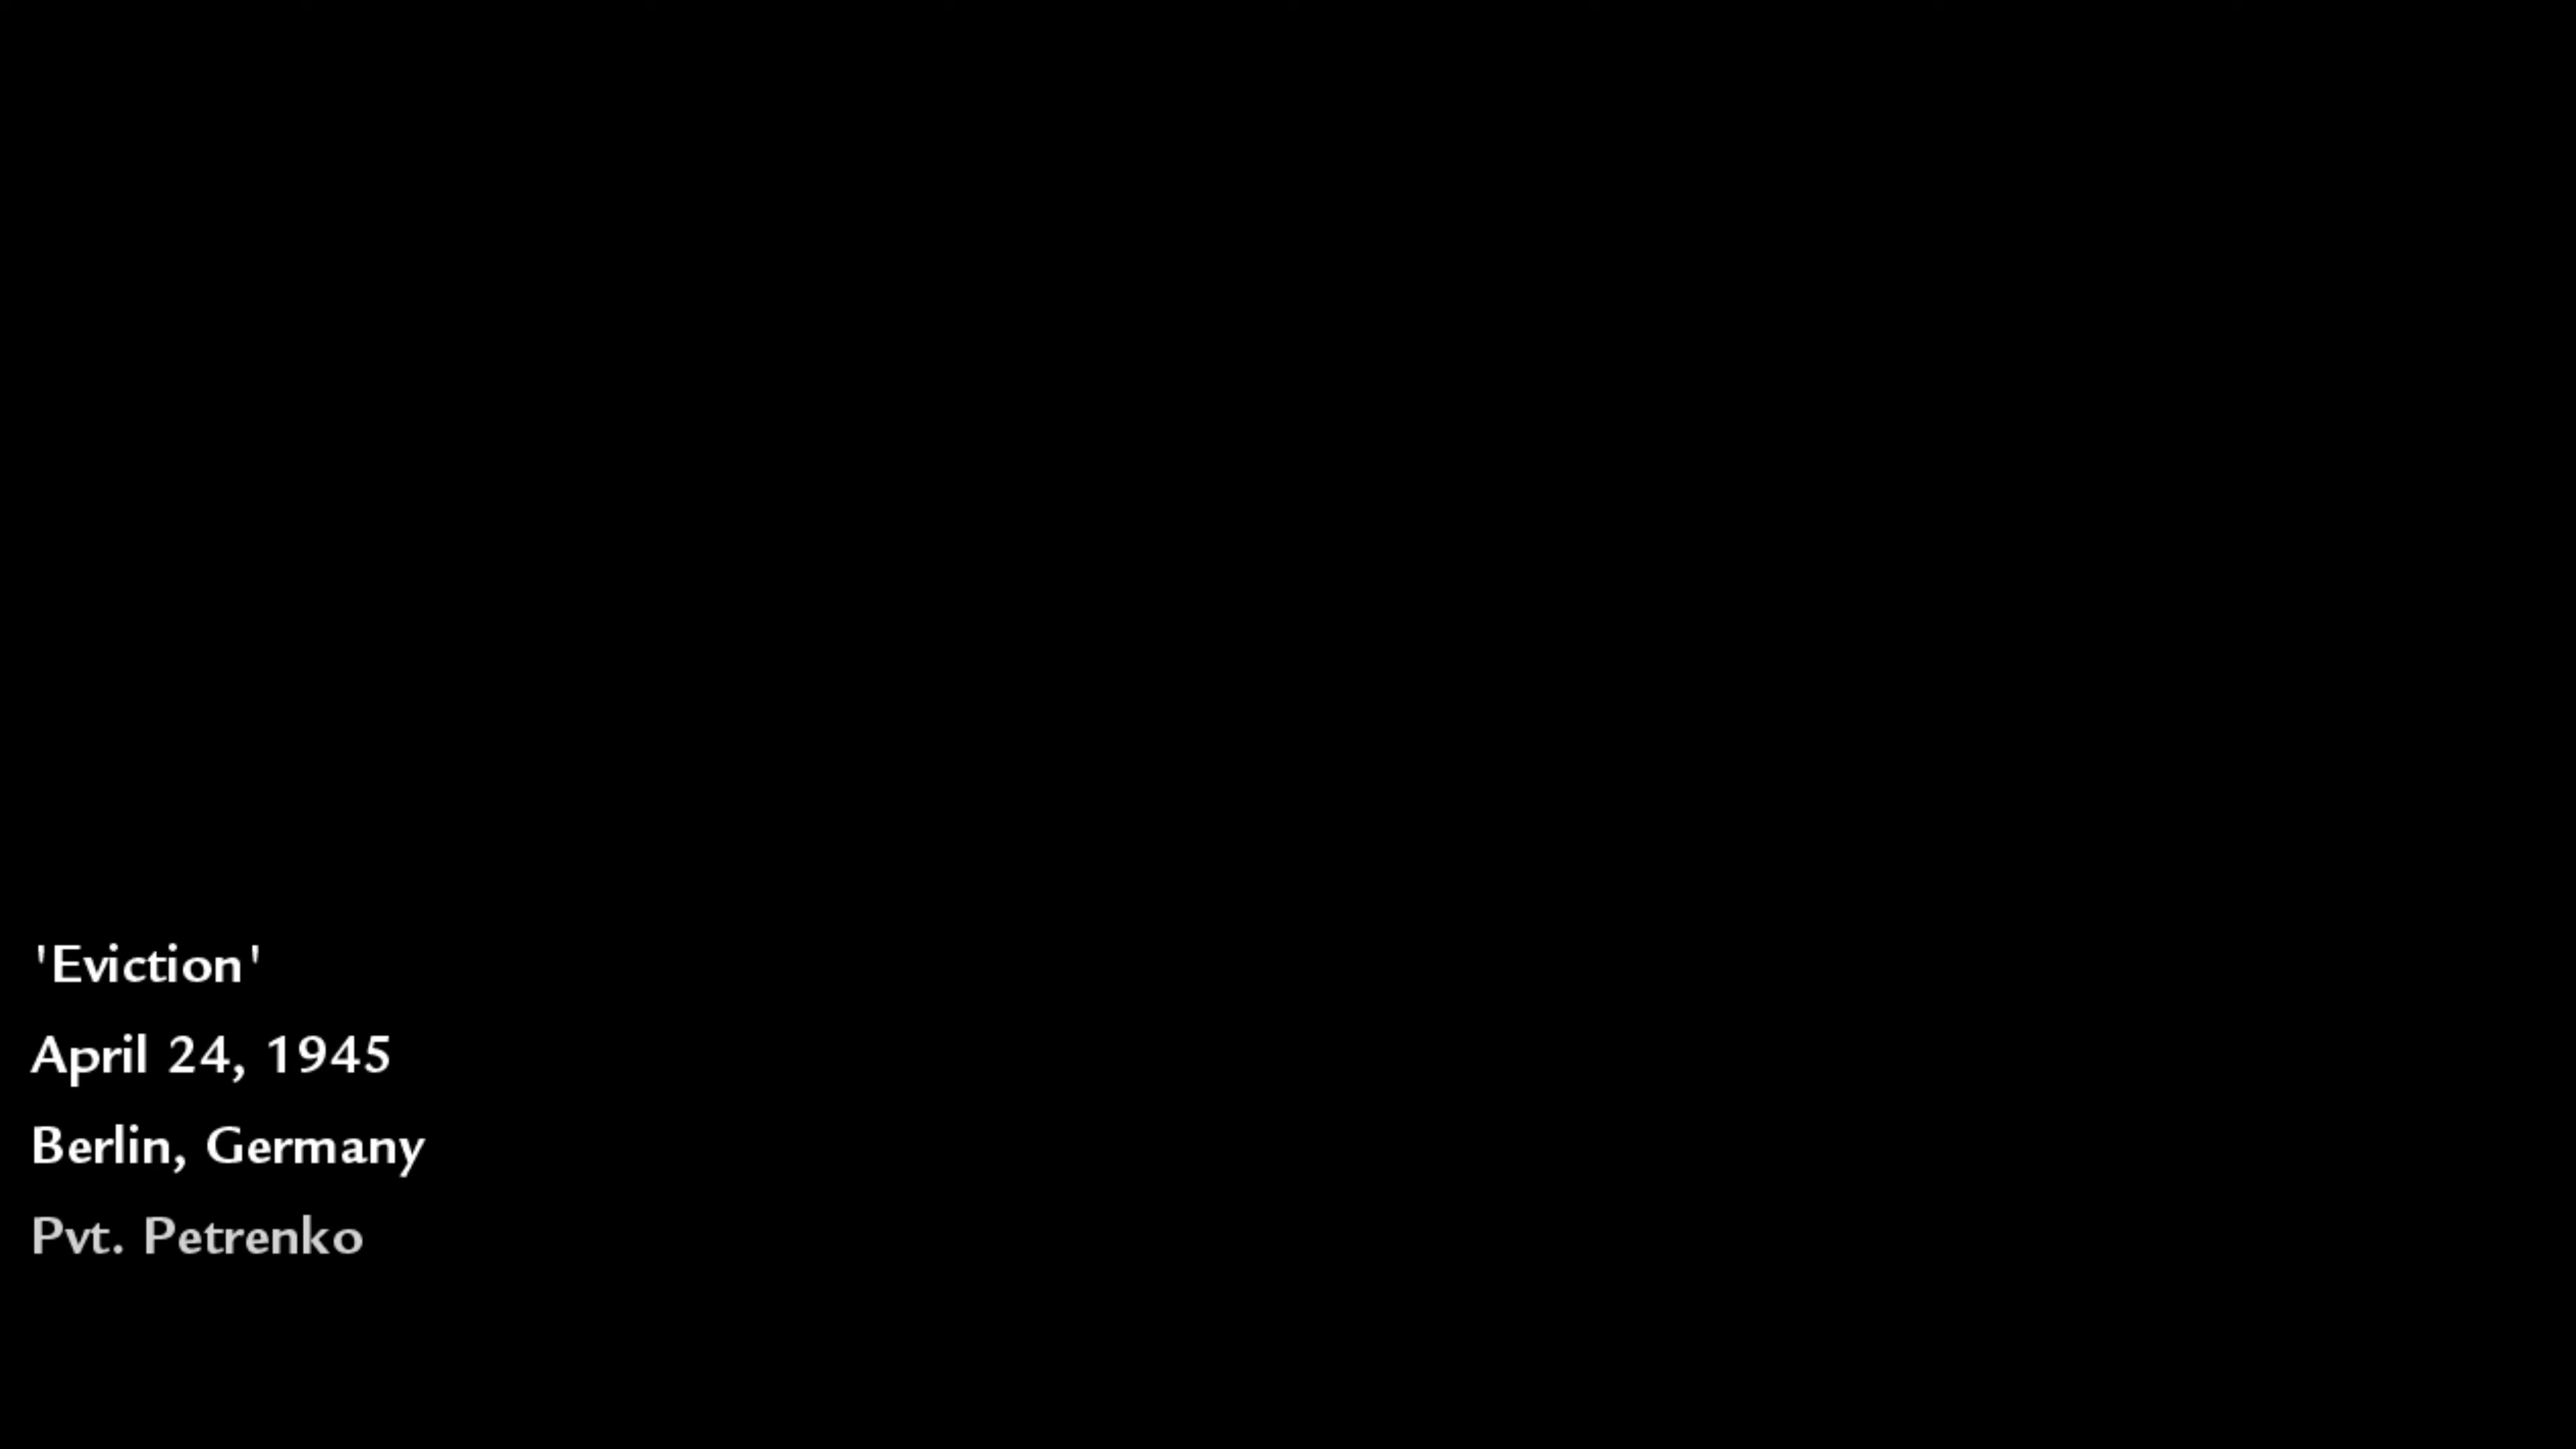 'Eviction'
April 24, 1945
Berlin, Germany
Pvt. Petrenko